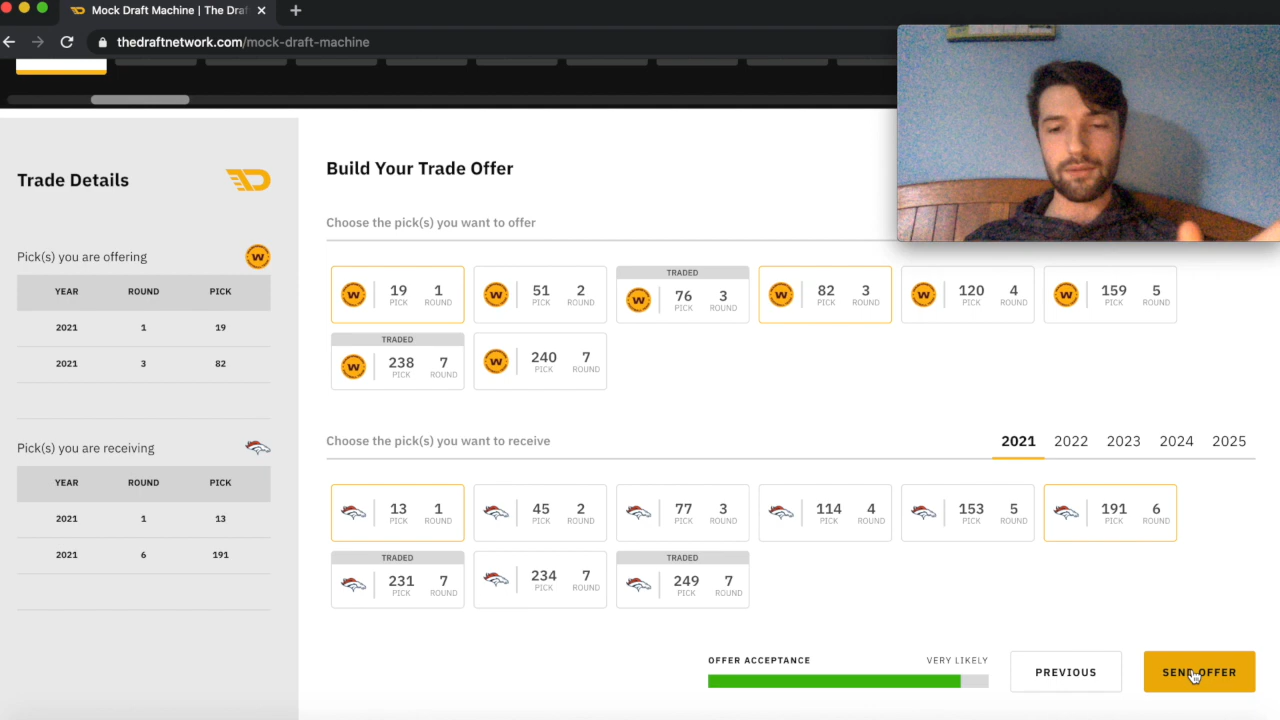 Mock Draft Machine | The Dra
thedraftnetwork.com/mock-draft-machine
Trade Details
Pick(s) you are offering
W
YEAR ROUND PICK
2021 1 19
2021 3 82
Pick(s) you are receiving
YEAR ROUND PICK
2021 1 13
2021 6 191
Build Your Trade Offer
Choose the pick(s) you want to offer
TRADED
W 19 1 W 51 2 W 76 3 W 82 3 W 120 4 W 159 5
PICK ROUND PICK ROUND PICK ROUND PICK ROUND PICK ROUND PICK ROUND
TRADED
W 238 7 W 240 7
PICK ROUND PICK ROUND
Choose the pick(s) you want to receive 2021 2022 2023 2024 2025
13 1 45 2 77 3 114 4 153 5 191 6
PICK ROUND PICK ROUND PICK ROUND PICK ROUND PICK ROUND PICK ROUND
TRADED TRADED
231 7 234 7 249 7
PICK ROUND PICK ROUND PICK ROUND
OFFER ACCEPTANCE VERY LIKELY
PREVIOUS
SEND OFFER